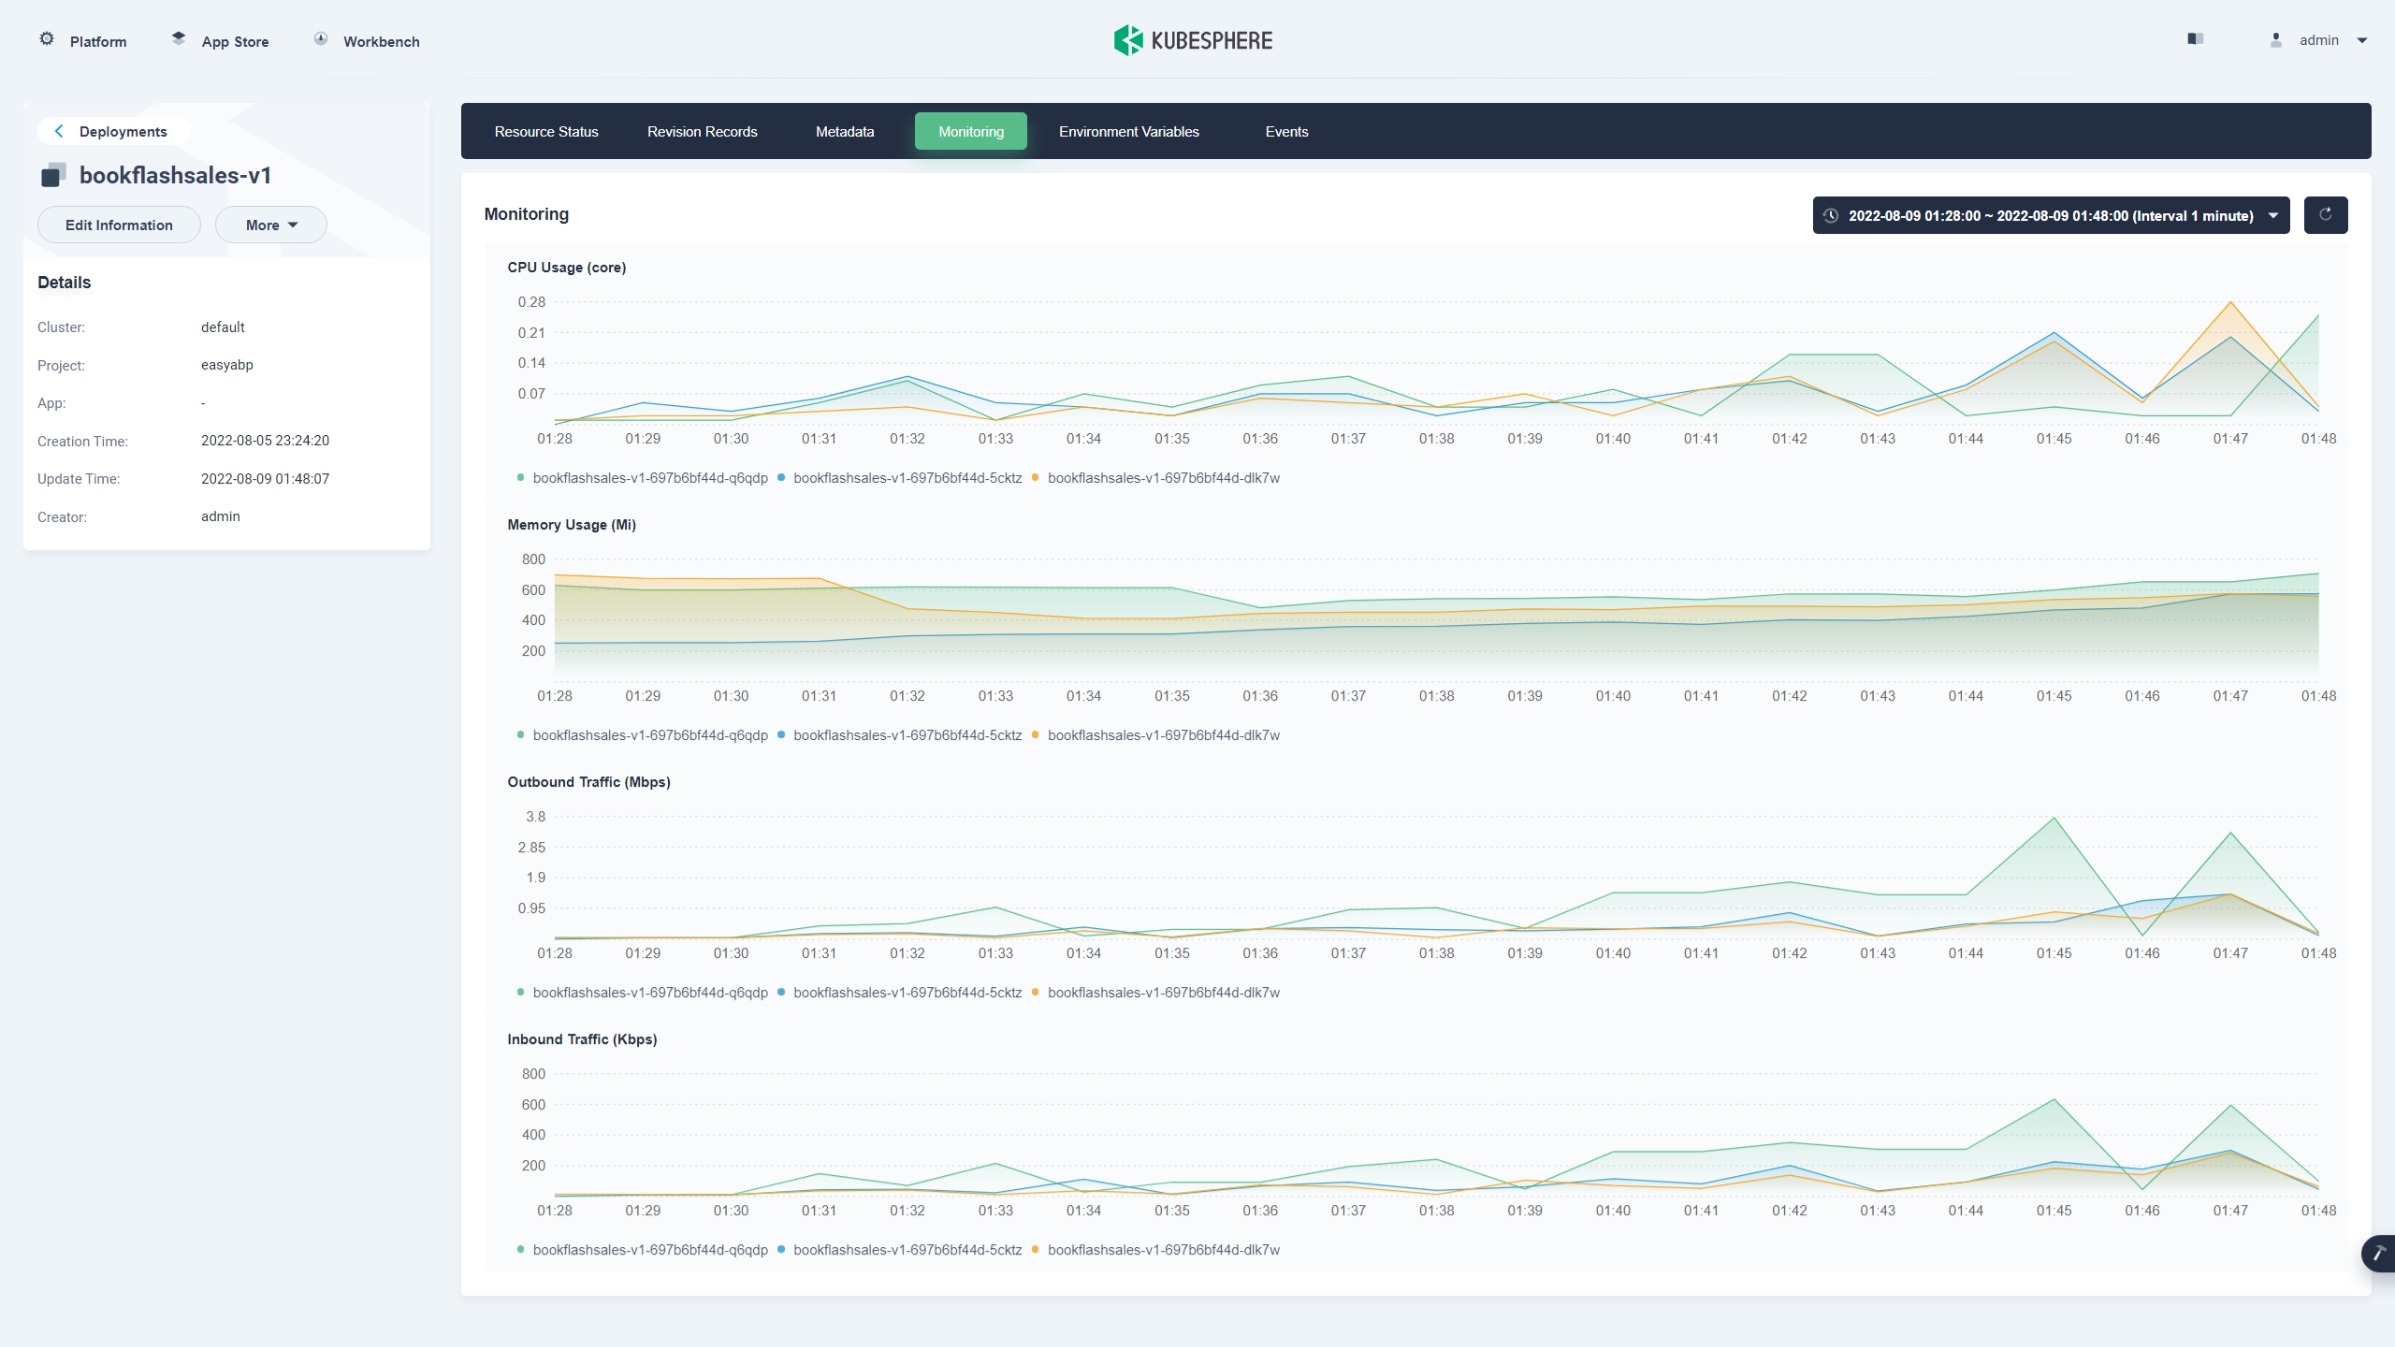 Platform App Store Workbench KUBESPHERE admin
Deployments
bookflashsales-v1
Edit Information More
Details
Cluster: default
Project: easyabp
App: -
Creation Time: 2022-08-05 23:24:20
Update Time: 2022-08-09 01:48:07
Creator: admin
Resource Status Revision Records Metadata Monitoring Environment Variables Events
Monitoring
2022-08-09 01:28:00 ~ 2022-08-09 01:48:00 (Interval 1 minute)
CPU Usage (core)
0.28
0.21
0.14
0.07
01:28 01:29 01:30 01:31 01:32 01:33 01:34 01:35 01:36 01:37 01:38 01:39 01:40 01:41 01:42 01:43 01:44 01:45 01:46 01:47 01:48
bookflashsales-v1-697b6bf44d-q6qdp bookflashsales-v1-697b6bf44d-5cktz bookflashsales-v1-697b6bf44d-dlk7w
Memory Usage (Mi)
800
600
400
200
01:28 01:29 01:30 01:31 01:32 01:33 01:34 01:35 01:36 01:37 01:38 01:39 01:40 01:41 01:42 01:43 01:44 01:45 01:46 01:47 01:48
bookflashsales-v1-697b6bf44d-q6qdp bookflashsales-v1-697b6bf44d-5cktz bookflashsales-v1-697b6bf44d-dlk7w
Outbound Traffic (Mbps)
3.8
2.85
1.9
0.95
01:28 01:29 01:30 01:31 01:32 01:33 01:34 01:35 01:36 01:37 01:38 01:39 01:40 01:41 01:42 01:43 01:44 01:45 01:46 01:47 01:48
bookflashsales-v1-697b6bf44d-q6qdp bookflashsales-v1-697b6bf44d-5cktz bookflashsales-v1-697b6bf44d-dlk7w
Inbound Traffic (Kbps)
800
600
400
200
01:28 01:29 01:30 01:31 01:32 01:33 01:34 01:35 01:36 01:37 01:38 01:39 01:40 01:41 01:42 01:43 01:44 01:45 01:46 01:47 01:48
bookflashsales-v1-697b6bf44d-q6qdp bookflashsales-v1-697b6bf44d-5cktz bookflashsales-v1-697b6bf44d-dlk7w